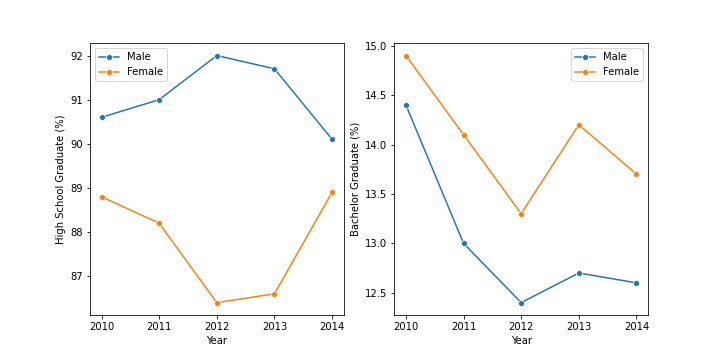 Male
Female
High School Graduate (%)
92
91
90
89
88
87
2010 2011 2012 2013 2014
Year
Male
Female
Bachelor Graduate (%)
15.0
14.5
14.0
13.5
13.0
12.5
2010 2011 2012 2013 2014
Year